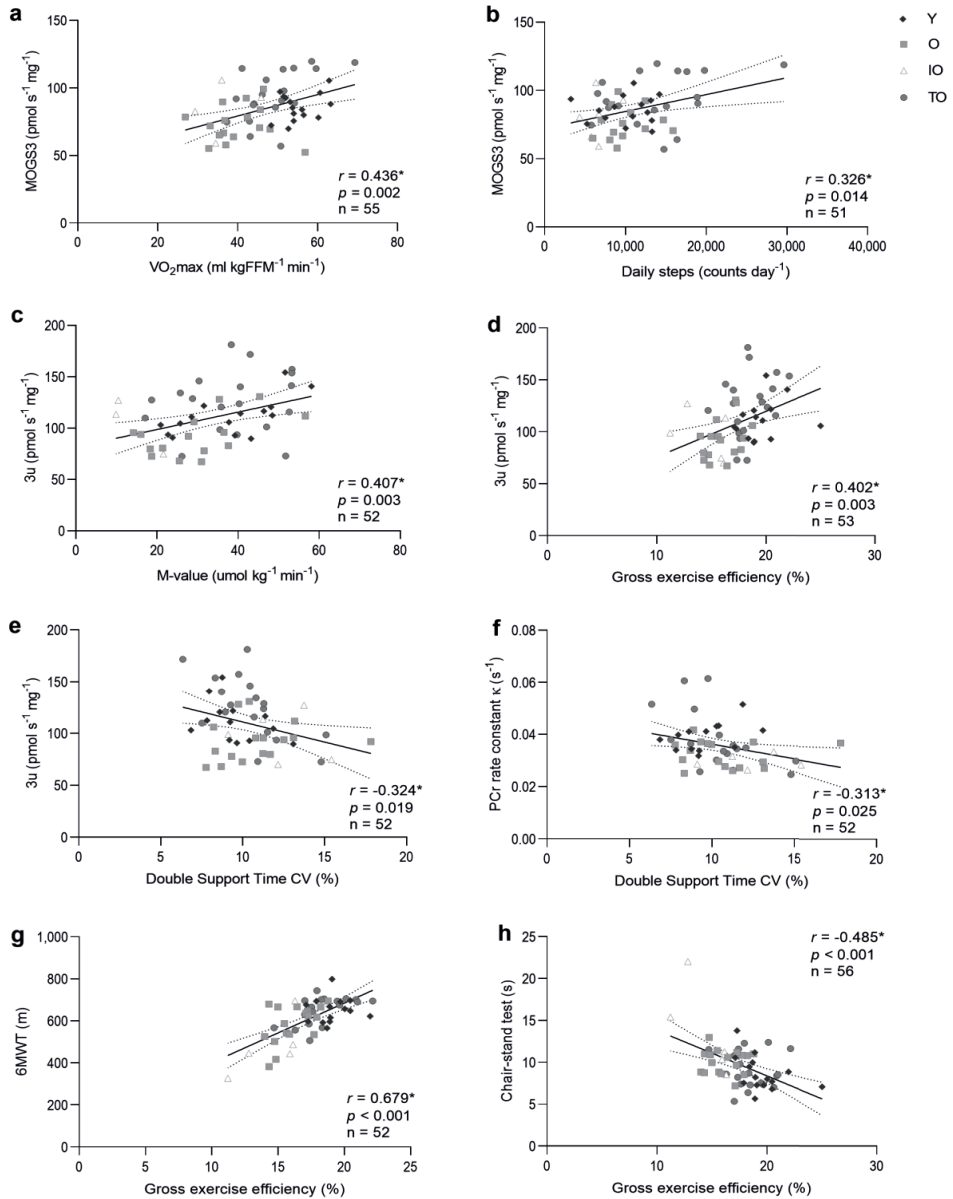 a
MOGS3 (pmol s⁻¹ mg⁻¹)
150
100
50
0
0 20 40 60 80
VO₂max (ml kgFFM⁻¹ min⁻¹)
r = 0.436*
p = 0.002
n = 55
b
MOGS3 (pmol s⁻¹ mg⁻¹)
150
100
50
0
0 10,000 20,000 30,000 40,000
Daily steps (counts day⁻¹)
r = 0.326*
p = 0.014
n = 51
Y
O
IO
TO
c
3u (pmol s⁻¹ mg⁻¹)
200
150
100
50
0
0 20 40 60 80
M-value (umol kg⁻¹ min⁻¹)
r = 0.407*
p = 0.003
n = 52
d
3u (pmol s⁻¹ mg⁻¹)
200
150
100
50
0
0 10 20 30
Gross exercise efficiency (%)
r = 0.402*
p = 0.003
n = 53
e
3u (pmol s⁻¹ mg⁻¹)
200
150
100
50
0
0 5 10 15 20
Double Support Time CV (%)
r = -0.324*
p = 0.019
n = 52
f
PCr rate constant κ (s⁻¹)
0.08
0.06
0.04
0.02
0.00
0 5 10 15 20
Double Support Time CV (%)
r = -0.313*
p = 0.025
n = 52
g
6MWT (m)
1,000
800
600
400
200
0
0 5 10 15 20 25
Gross exercise efficiency (%)
r = 0.679*
p < 0.001
n = 52
h
Chair-stand test (s)
25
20
15
10
5
0
0 10 20 30
Gross exercise efficiency (%)
r = -0.485*
p < 0.001
n = 56